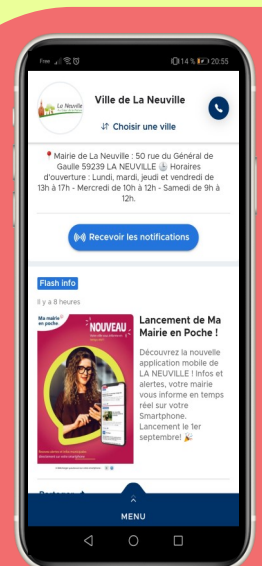 Free
14 % 20:55
La Neuville
Ville de La Neuville
Choisir une ville
Mairie de La Neuville : 50 rue du Général de
Gaulle 59239 LA NEUVILLE Horaires
d'ouverture : Lundi, mardi, jeudi et vendredi de
13h à 17h - Mercredi de 10h à 12h - Samedi de 9h à
12h.
Recevoir les notifications
Flash info
Il y a 8 heures
Ma mairie
en poche
NOUVEAU
Lancement de Ma
Mairie en Poche !
Découvrez la nouvelle
application mobile de
LA NEUVILLE ! Infos et
alertes, votre mairie
vous informe en temps
réel sur votre
Smartphone.
Lancement le 1er
septembre! 🎉
MENU